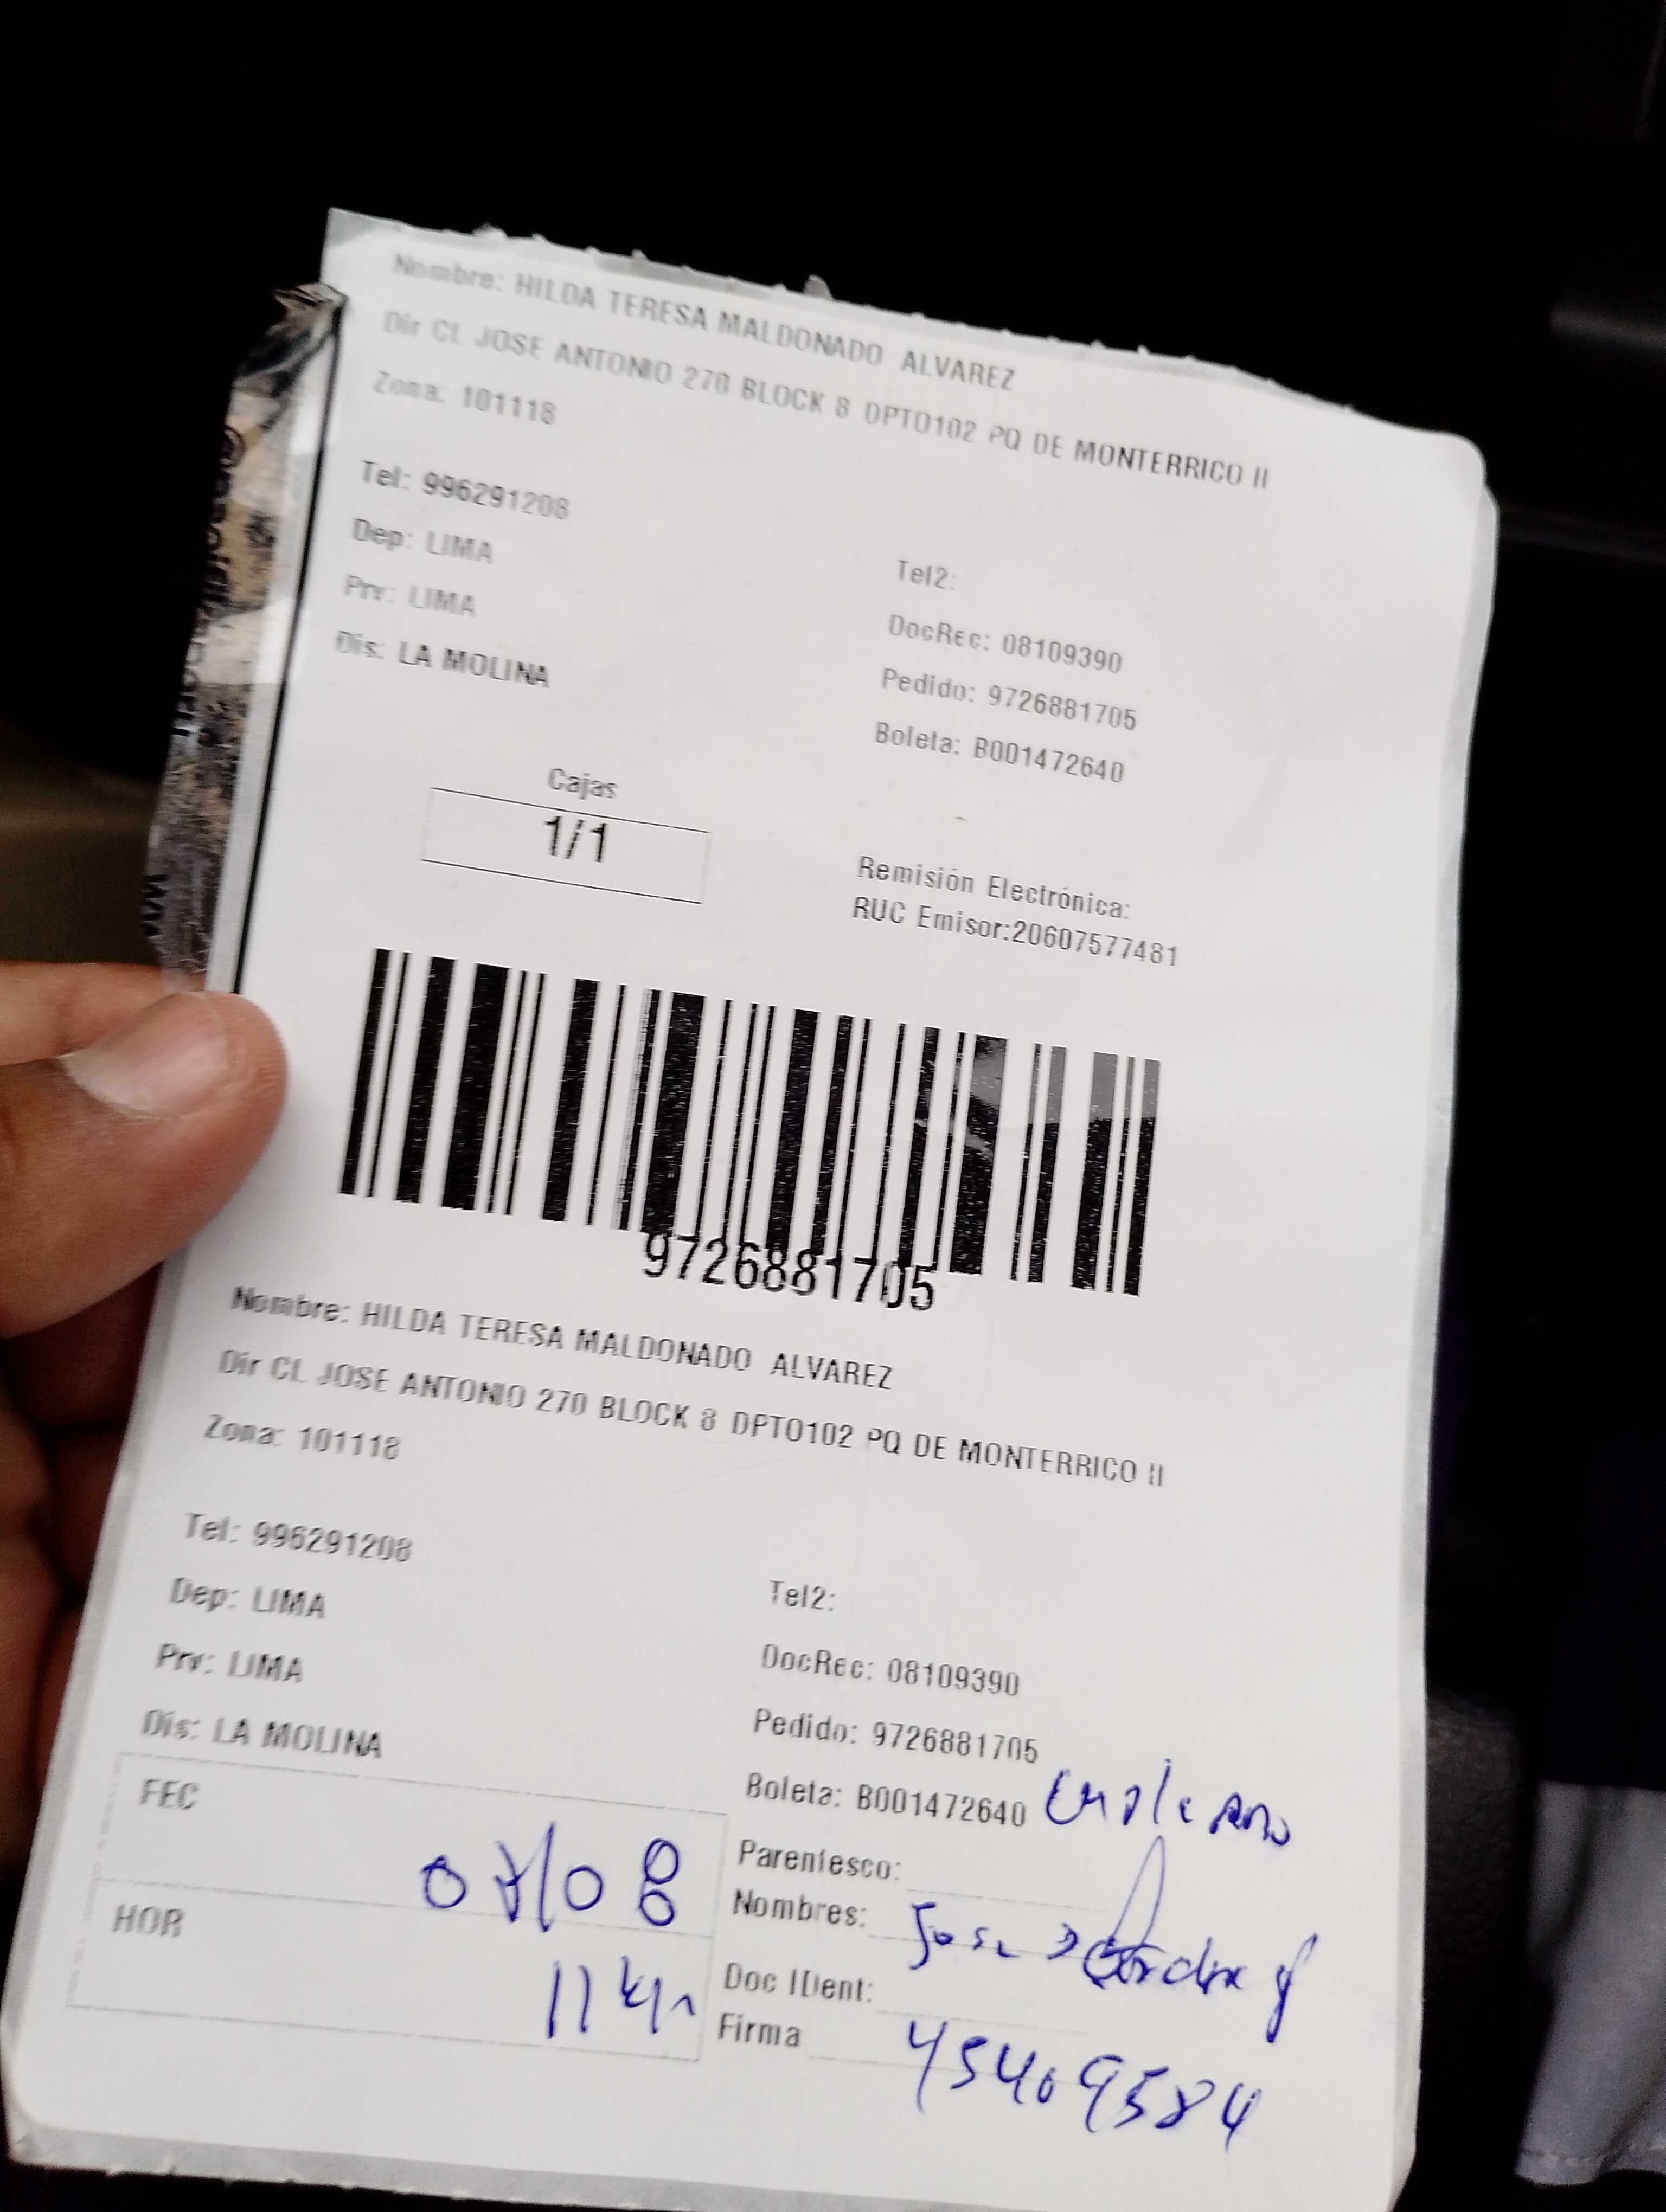 Nombre: HILDA TERESA MALDONADO ALVAREZ
Dir CL JOSE ANTONIO 270 BLOCK 8 DPTO102 PQ DE MONTERRICO II
Zona: 101118
Tel: 996291208
Dep: LIMA
Prv: LIMA
Dis: LA MOLINA
Tel2:
DocRec: 08109390
Pedido: 9726881705
Boleta: B001472640
Cajas
1/1
Remisión Electrónica:
RUC Emisor:20607577481
9726881705
Nombre: HILDA TERESA MALDONADO ALVAREZ
Dir CL JOSE ANTONIO 270 BLOCK 8 DPTO102 PQ DE MONTERRICO II
Zona: 101118
Tel: 996291208
Dep: LIMA
Prv: LIMA
Dis: LA MOLINA
Tel2:
DocRec: 08109390
Pedido: 9726881705
Boleta: B001472640
FEC
HOR 11
Parentesco:
Nombres: Jose
Doc IDent:
Firma 45409584